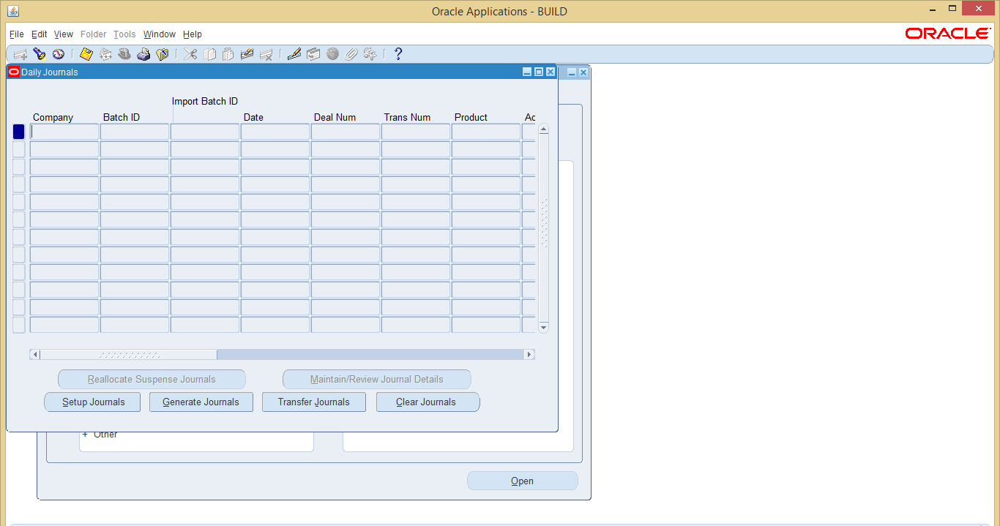 Oracle Applications - BUILD
File Edit View Folder Tools Window Help
ORACLE
Daily Journals
Import Batch ID
Company Batch ID Date Deal Num Trans Num Product Ac
Reallocate Suspense Journals Maintain/Review Journal Details
Setup Journals Generate Journals Transfer Journals Clear Journals
+ Other
Open